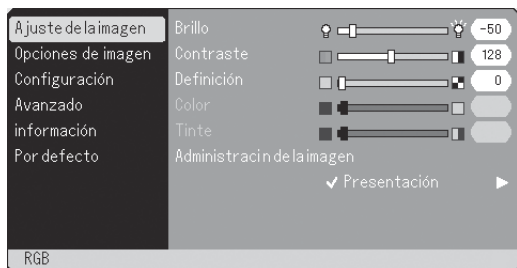 Ajuste de la imagen
Opciones de imagen
Configuración
Avanzado
información
Por defecto
Brillo -50
Contraste 128
Definición 0
Color
Tinte
Administracin de la imagen
✓ Presentación
RGB